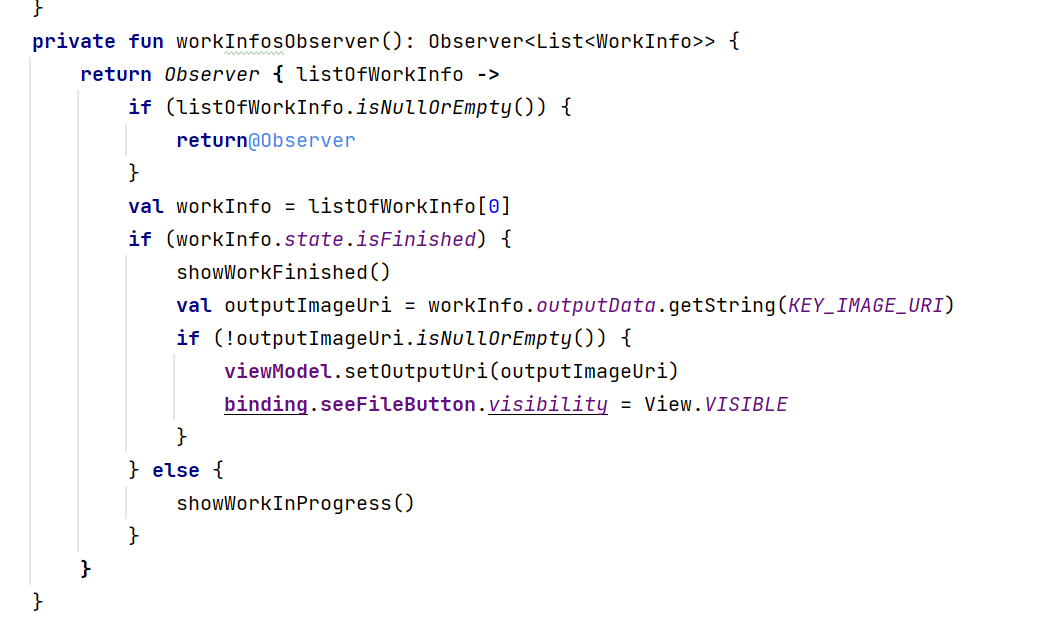 }
private fun workInfosObserver(): Observer<List<WorkInfo>> {
    return Observer { listOfWorkInfo ->
        if (listOfWorkInfo.isNullOrEmpty()) {
            return@Observer
        }
        val workInfo = listOfWorkInfo[0]
        if (workInfo.state.isFinished) {
            showWorkFinished()
            val outputImageUri = workInfo.outputData.getString(KEY_IMAGE_URI)
            if (!outputImageUri.isNullOrEmpty()) {
                viewModel.setOutputUri(outputImageUri)
                binding.seeFileButton.visibility = View.VISIBLE
            }
        } else {
            showWorkInProgress()
        }
    }
}